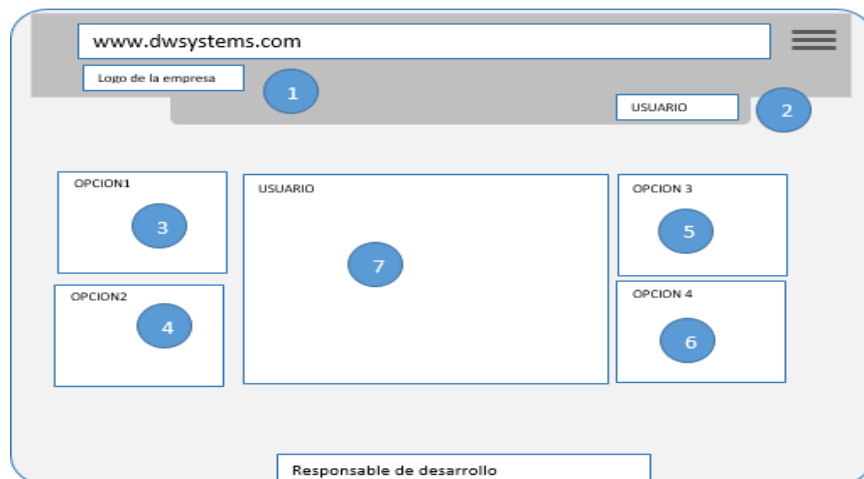 www.dwsystems.com
Logo de la empresa
1
USUARIO
2
OPCION1
3
USUARIO
7
OPCION 3
5
OPCION2
4
OPCION 4
6
Responsable de desarrollo